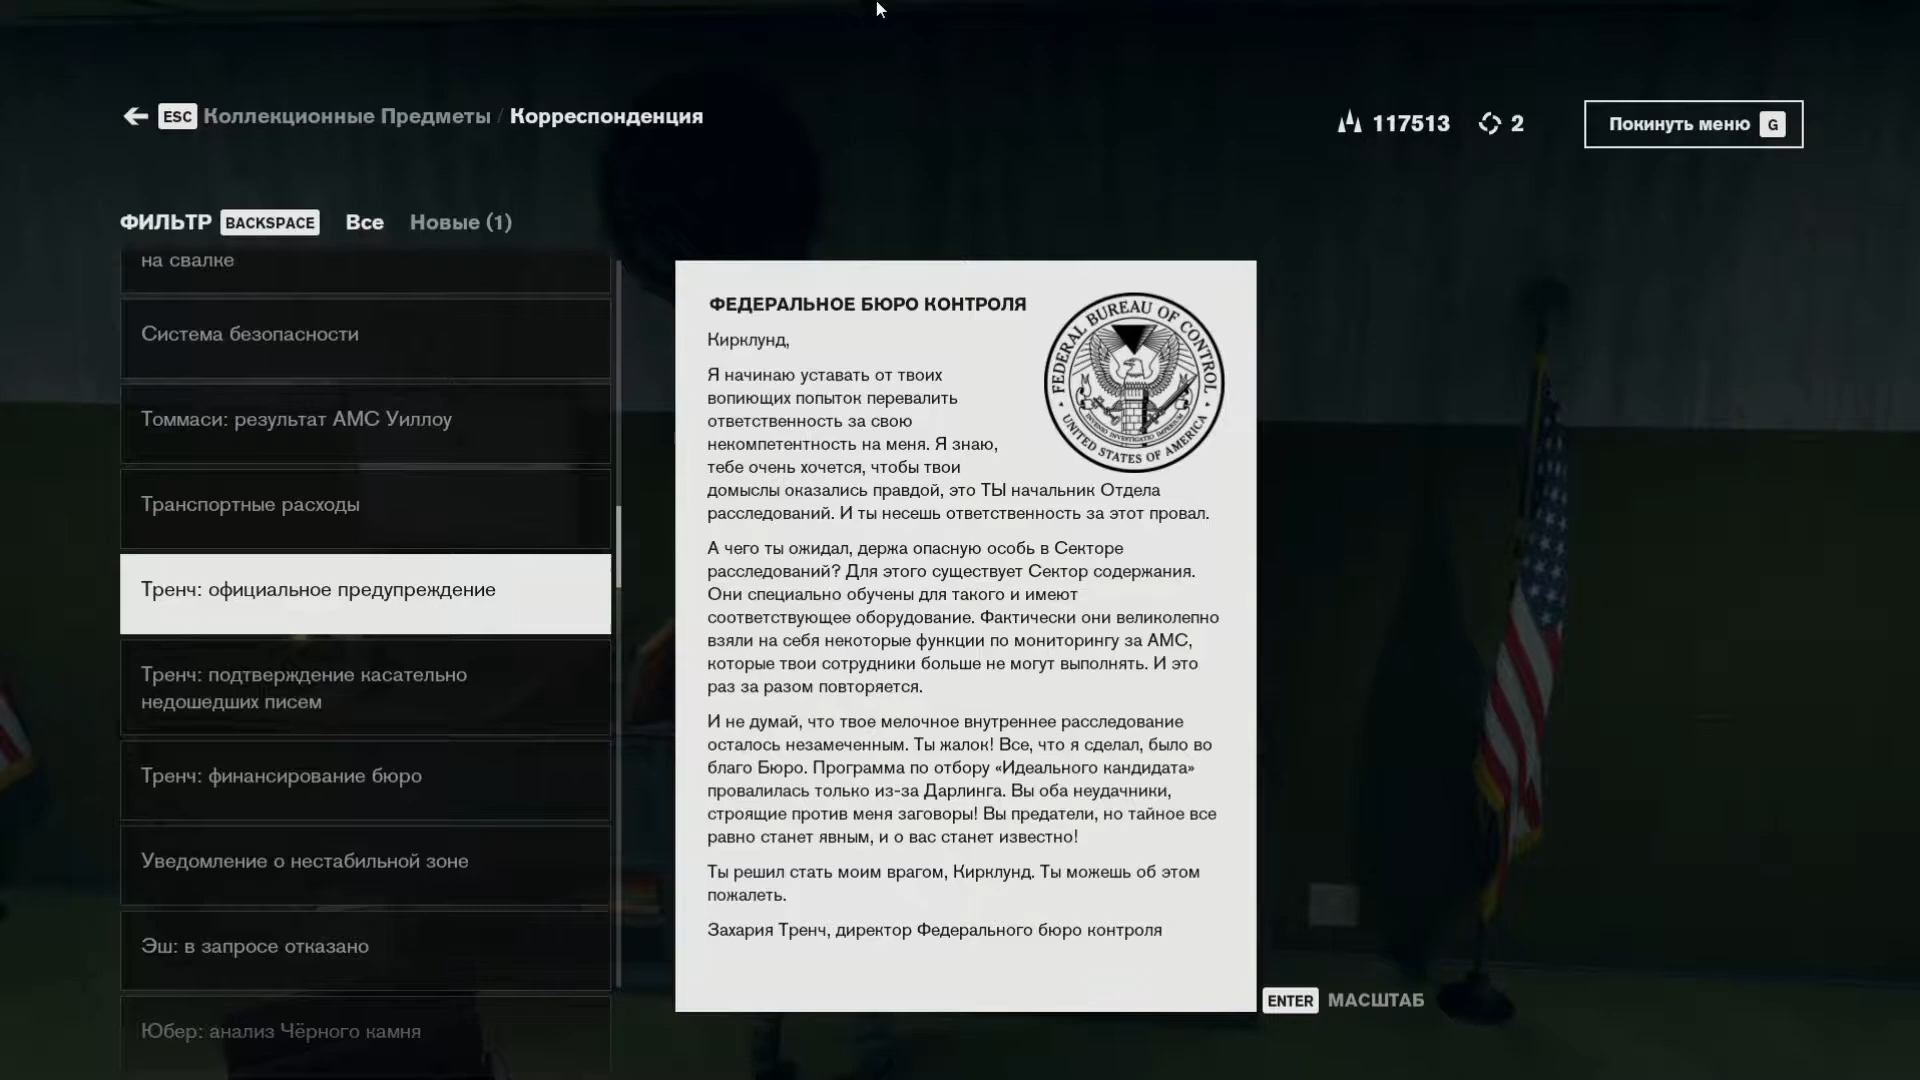 ESC Коллекционные Предметы / Корреспонденция
117513
2
Покинуть меню G
ФИЛЬТР BACKSPACE Все Новые (1)
на свалке
Система безопасности
Томмаси: результат АМС Уиллоу
Транспортные расходы
Тренч: официальное предупреждение
Тренч: подтверждение касательно
недошедших писем
Тренч: финансирование бюро
Уведомление о нестабильной зоне
Эш: в запросе отказано
Юбер: анализ Чёрного камня
ФЕДЕРАЛЬНОЕ БЮРО КОНТРОЛЯ
FEDERAL BUREAU OF CONTROL
UNITED STATES OF AMERICA
Кирклунд,
Я начинаю уставать от твоих
вопиющих попыток перевалить
ответственность за свою
некомпетентность на меня. Я знаю,
тебе очень хочется, чтобы твои
домыслы оказались правдой, это ТЫ начальник Отдела
расследований. И ты несешь ответственность за этот провал.
А чего ты ожидал, держа опасную особь в Секторе
расследований? Для этого существует Сектор содержания.
Они специально обучены для такого и имеют
соответствующее оборудование. Фактически они великолепно
взяли на себя некоторые функции по мониторингу за АМС,
которые твои сотрудники больше не могут выполнять. И это
раз за разом повторяется.
И не думай, что твое мелочное внутреннее расследование
осталось незамеченным. Ты жалок! Все, что я сделал, было во
благо Бюро. Программа по отбору «Идеального кандидата»
провалилась только из-за Дарлинга. Вы оба неудачники,
строящие против меня заговоры! Вы предатели, но тайное все
равно станет явным, и о вас станет известно!
Ты решил стать моим врагом, Кирклунд. Ты можешь об этом
пожалеть.
Захария Тренч, директор Федерального бюро контроля
ENTER МАСШТАБ